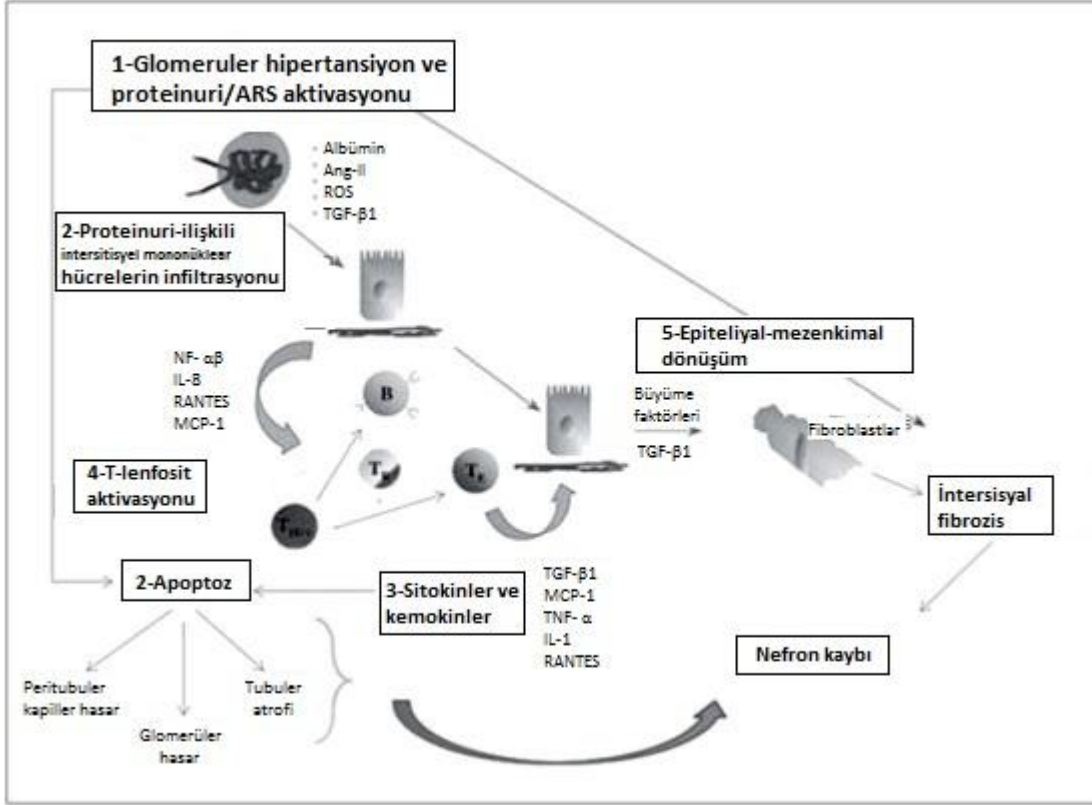 1-Glomeruler hipertansiyon ve
proteinuri/ARS aktivasyonu
Albümin
Ang-II
ROS
TGF-β1
2-Proteinuri-ilişkili
intersitisyel mononüklear
hücrelerin infiltrasyonu
NF- αβ
IL-8
RANTES
MCP-1
B
4-T-lenfosit
aktivasyonu
5-Epiteliyal-mezenkimal
dönüşüm
Büyüme
faktörleri
TGF-β1
Fibroblastlar
İntersisyal
fibrozis
2-Apoptoz
3-Sitokinler ve
kemokinler
TGF-β1
MCP-1
TNF- α
IL-1
RANTES
Nefron kaybı
Peritubuler
kapiller hasar
Glomerüler
hasar
Tubuler
atrofi